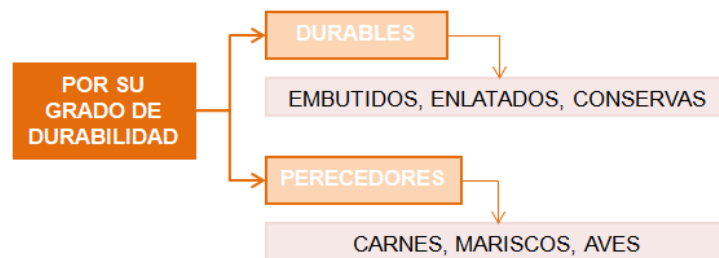 POR SU
GRADO DE
DURABILIDAD
DURABLES
EMBUTIDOS, ENLATADOS, CONSERVAS
PERECEDORES
CARNES, MARISCOS, AVES